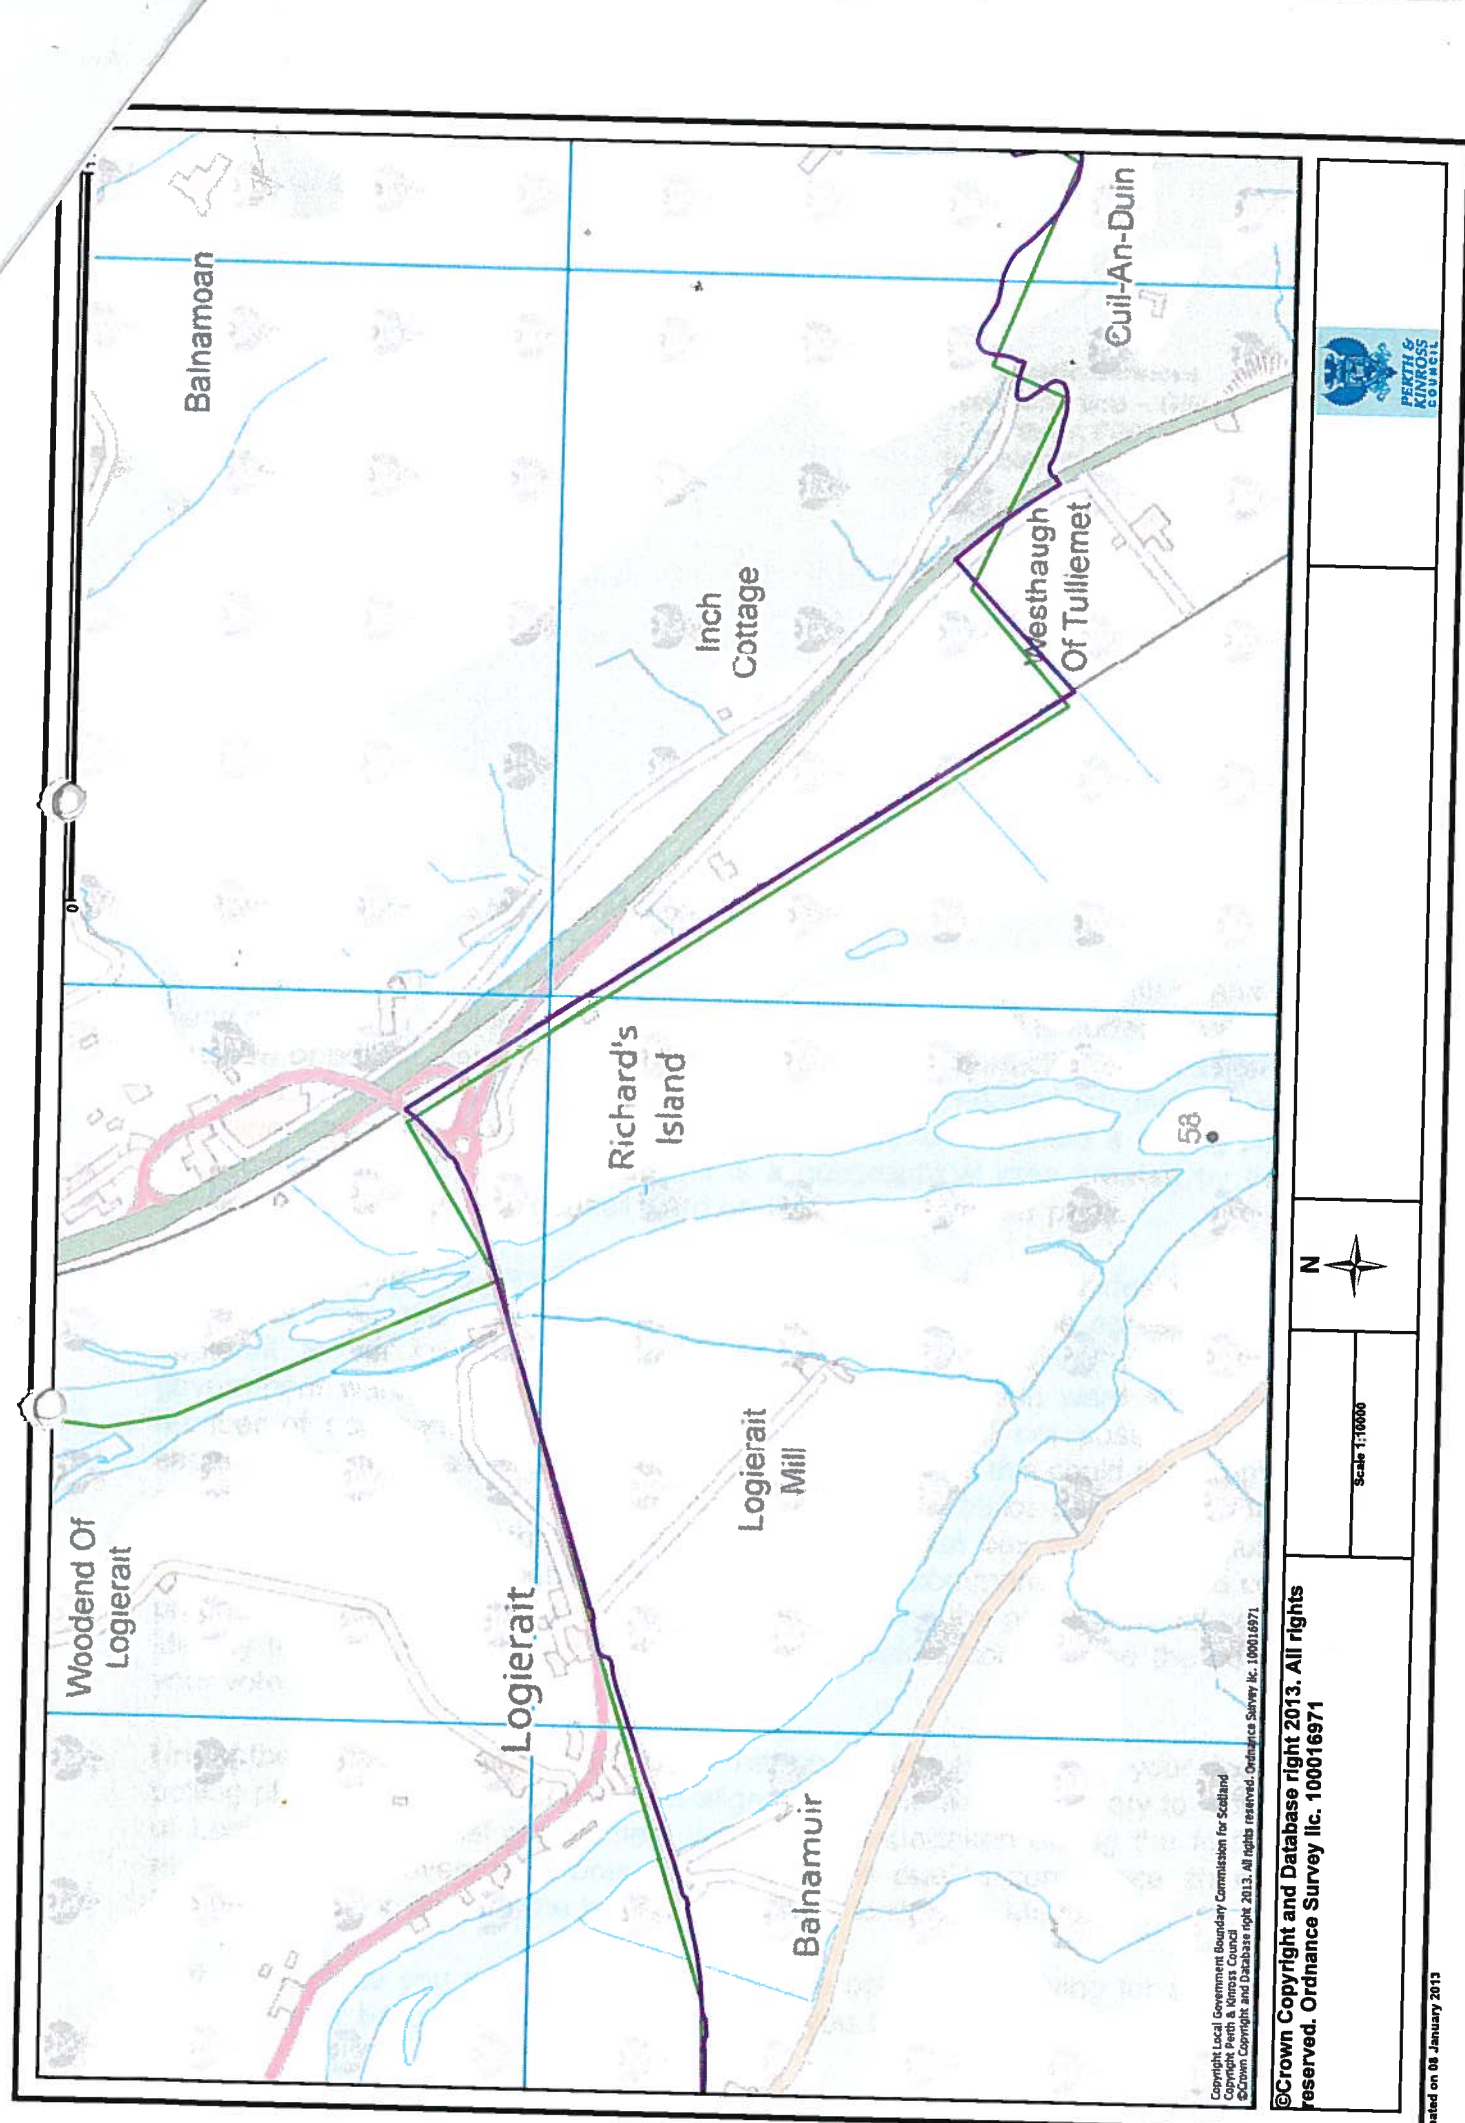 Woodend Of
Logierait
Balnamoan
Logierait
Richard's
Island
Inch
Cottage
Logierait
Mill
Balnamuir
Westhaugh
Of Tulliemet
Cuil-An-Duin
58
0
Copyright Local Government Boundary Commission for Scotland
Copyright Perth & Kinross Council
©Crown Copyright and Database right 2013. All rights reserved. Ordnance Survey lic. 100016971
©Crown Copyright and Database right 2013. All rights
reserved. Ordnance Survey lic. 100016971
Scale 1:10000
N
PERTH &
KINROSS
COUNCIL
ated on 08 January 2013